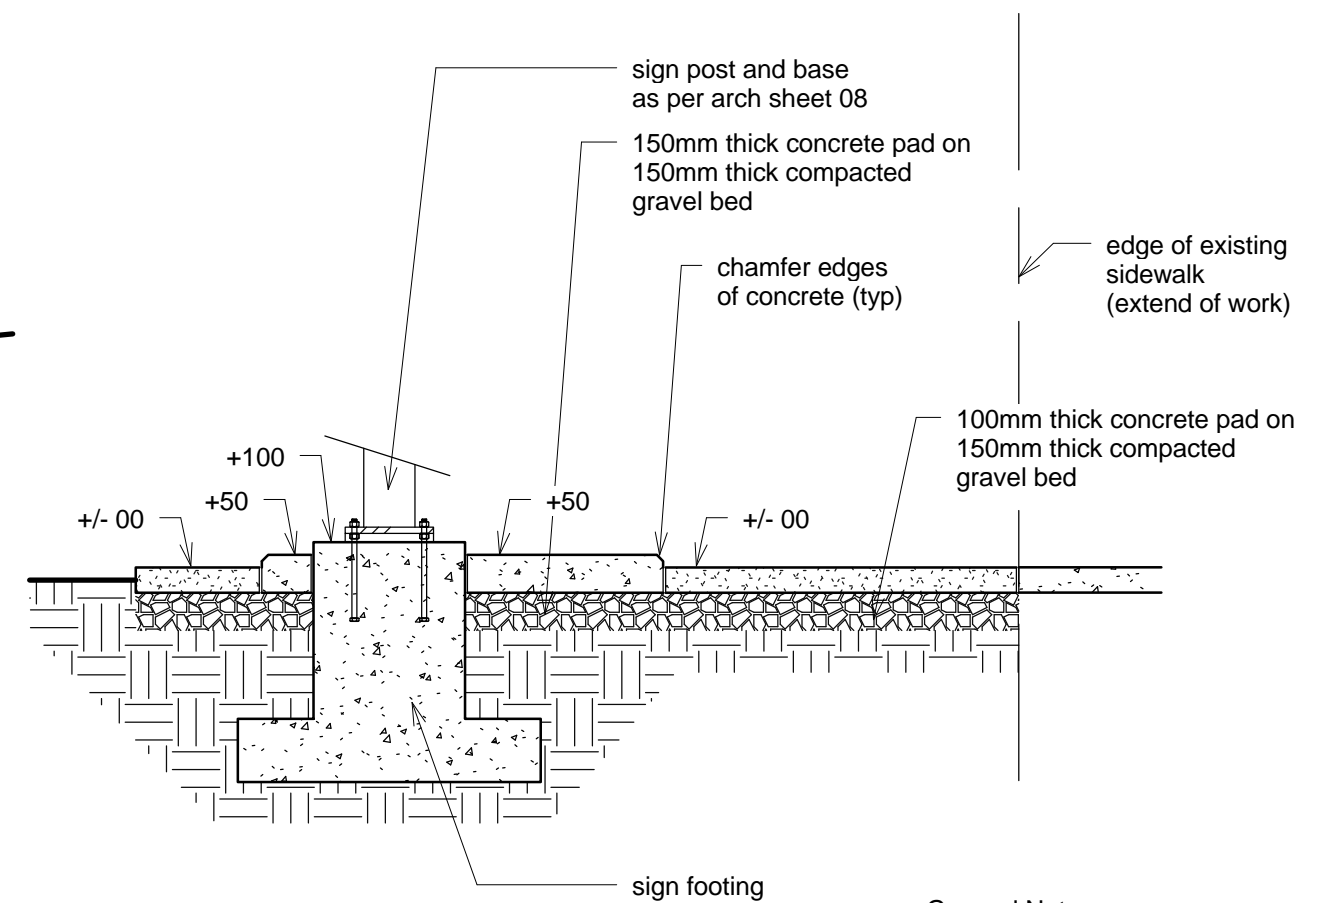 sign post and base
as per arch sheet 08
150mm thick concrete pad on
150mm thick compacted
gravel bed
edge of existing
sidewalk
(extend of work)
chamfer edges
of concrete (typ)
100mm thick concrete pad on
150mm thick compacted
gravel bed
+100
+50
+/- 00
+50
+/- 00
sign footing